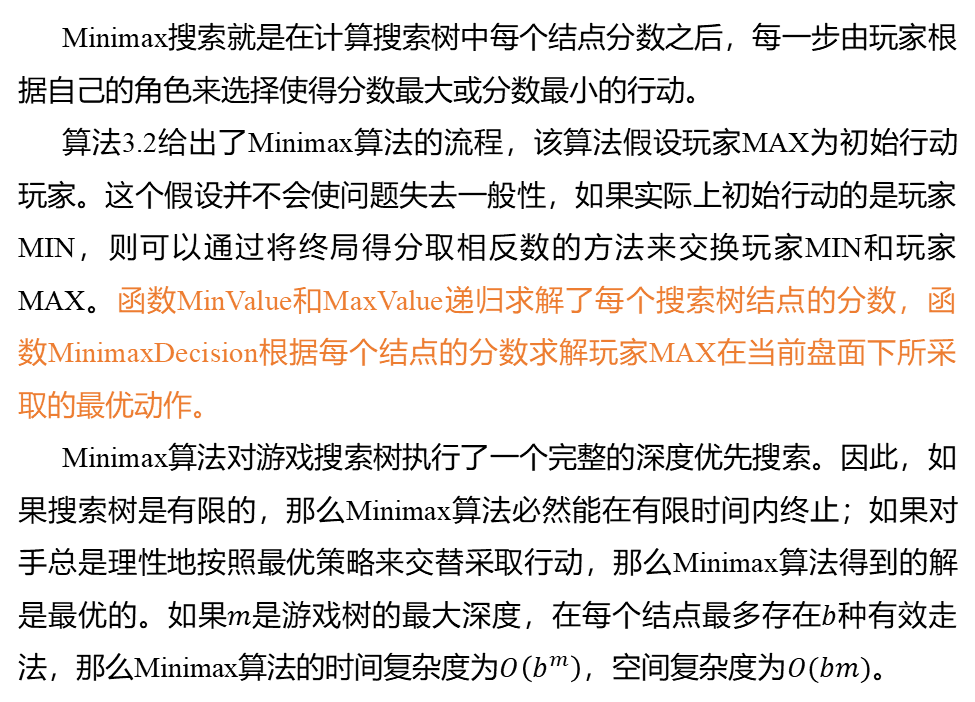 Minimax搜索就是在计算搜索树中每个结点分数之后，每一步由玩家根
据自己的角色来选择使得分数最大或分数最小的行动。
算法3.2给出了Minimax算法的流程，该算法假设玩家MAX为初始行动
玩家。这个假设并不会使问题失去一般性，如果实际上初始行动的是玩家
MIN，则可以通过将终局得分取相反数的方法来交换玩家MIN和玩家
MAX。函数MinValue和MaxValue递归求解了每个搜索树结点的分数，函
数MinimaxDecision根据每个结点的分数求解玩家MAX在当前盘面下所采
取的最优动作。
Minimax算法对游戏搜索树执行了一个完整的深度优先搜索。因此，如
果搜索树是有限的，那么Minimax算法必然能在有限时间内终止；如果对
手总是理性地按照最优策略来交替采取行动，那么Minimax算法得到的解
是最优的。如果m是游戏树的最大深度，在每个结点最多存在b种有效走
法，那么Minimax算法的时间复杂度为O(b^m)，空间复杂度为O(bm)。